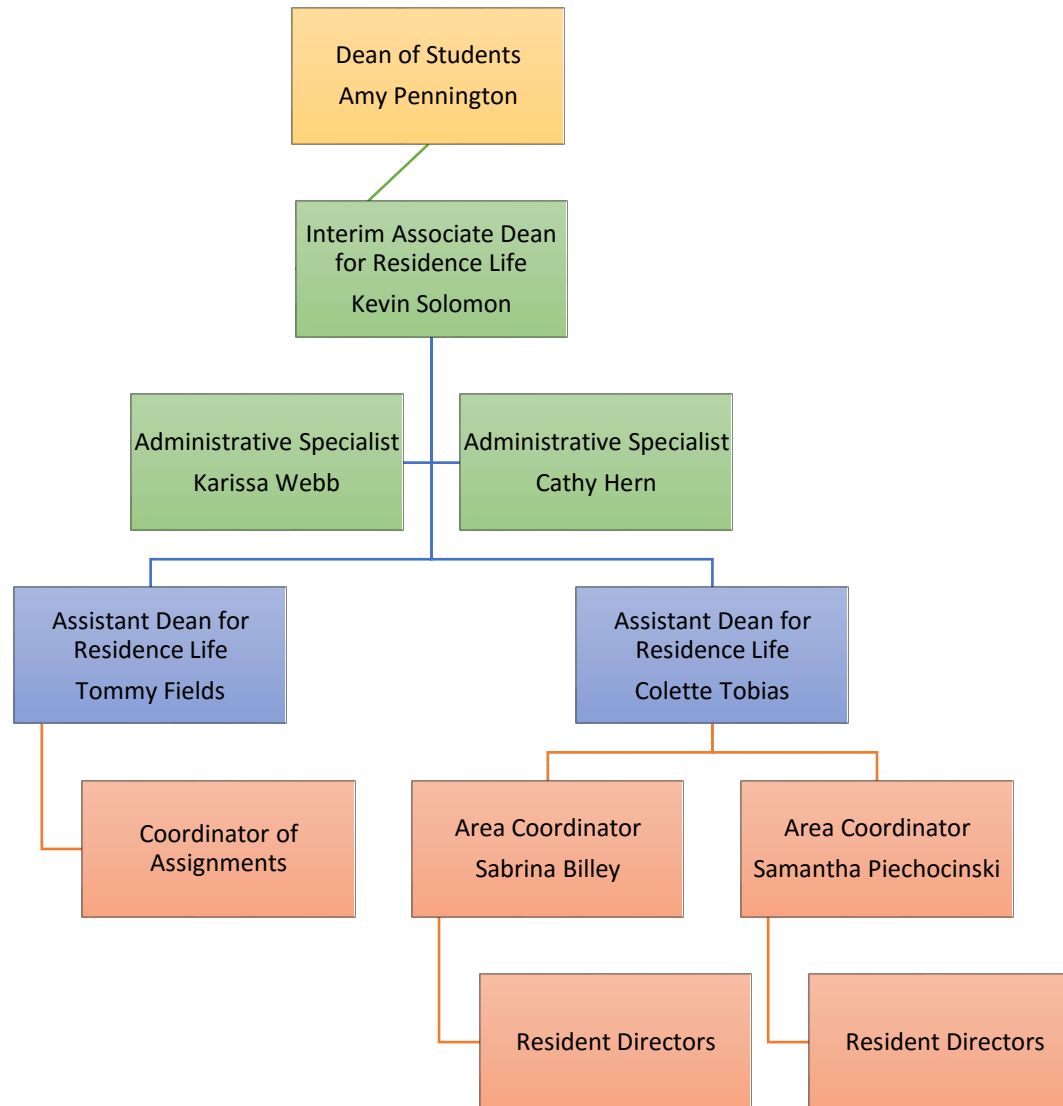 Dean of Students
Amy Pennington
Interim Associate Dean
for Residence Life
Kevin Solomon
Administrative Specialist
Karissa Webb
Administrative Specialist
Cathy Hern
Assistant Dean for
Residence Life
Tommy Fields
Assistant Dean for
Residence Life
Colette Tobias
Coordinator of
Assignments
Area Coordinator
Sabrina Billey
Area Coordinator
Samantha Piechocinski
Resident Directors
Resident Directors